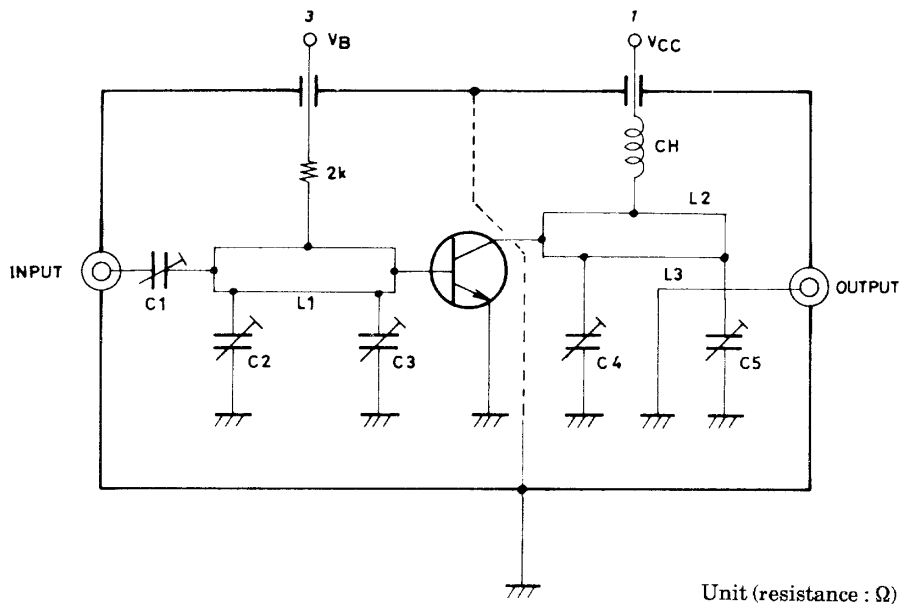 3
VB
1
VCC
2k
CH
L2
INPUT
C1
L1
L3
OUTPUT
C2
C3
C4
C5
Unit (resistance : Ω)